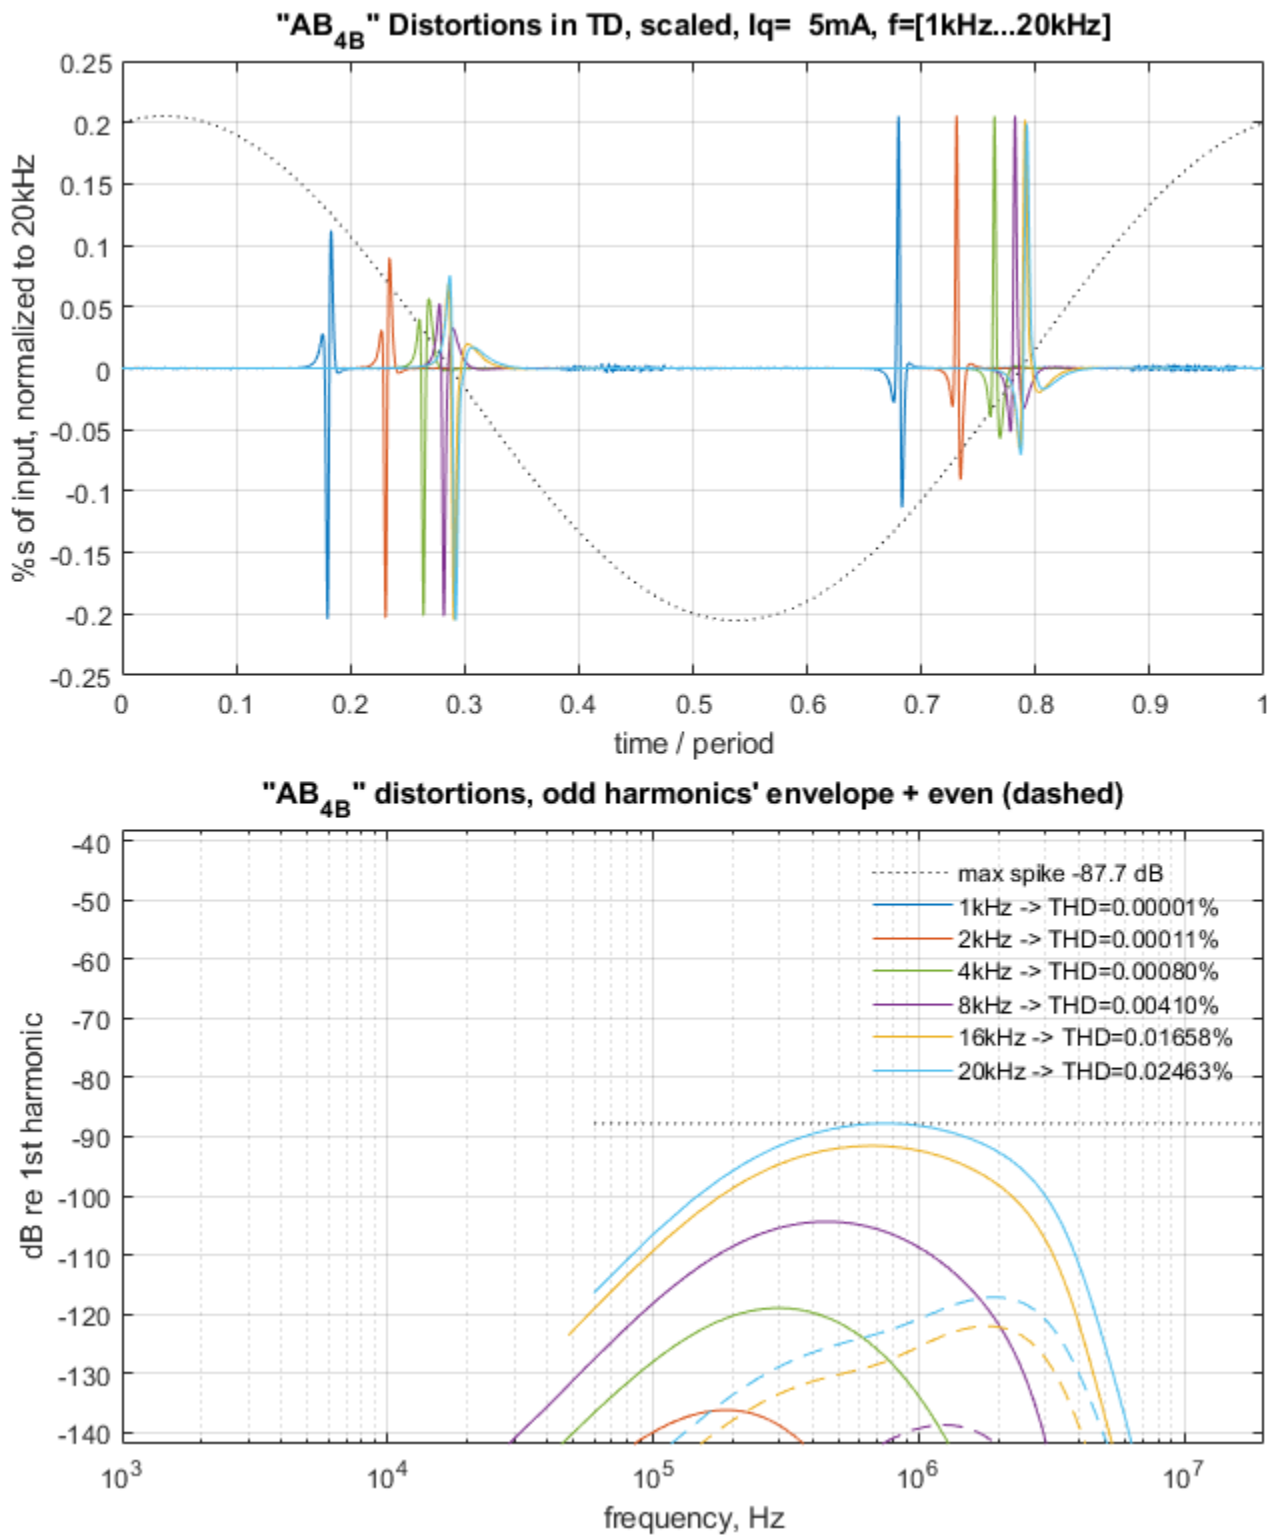 "AB4B" Distortions in TD, scaled, Iq=  5mA, f=[1kHz...20kHz]
%s of input, normalized to 20kHz
0.25
0.2
0.15
0.1
0.05
0
-0.05
-0.1
-0.15
-0.2
-0.25
0 0.1 0.2 0.3 0.4 0.5 0.6 0.7 0.8 0.9 1
time / period
"AB4B" distortions, odd harmonics' envelope + even (dashed)
dB re 1st harmonic
-40
-50
-60
-70
-80
-90
-100
-110
-120
-130
-140
max spike -87.7 dB
1kHz -> THD=0.00001%
2kHz -> THD=0.00011%
4kHz -> THD=0.00080%
8kHz -> THD=0.00410%
16kHz -> THD=0.01658%
20kHz -> THD=0.02463%
10^3 10^4 10^5 10^6 10^7
frequency, Hz